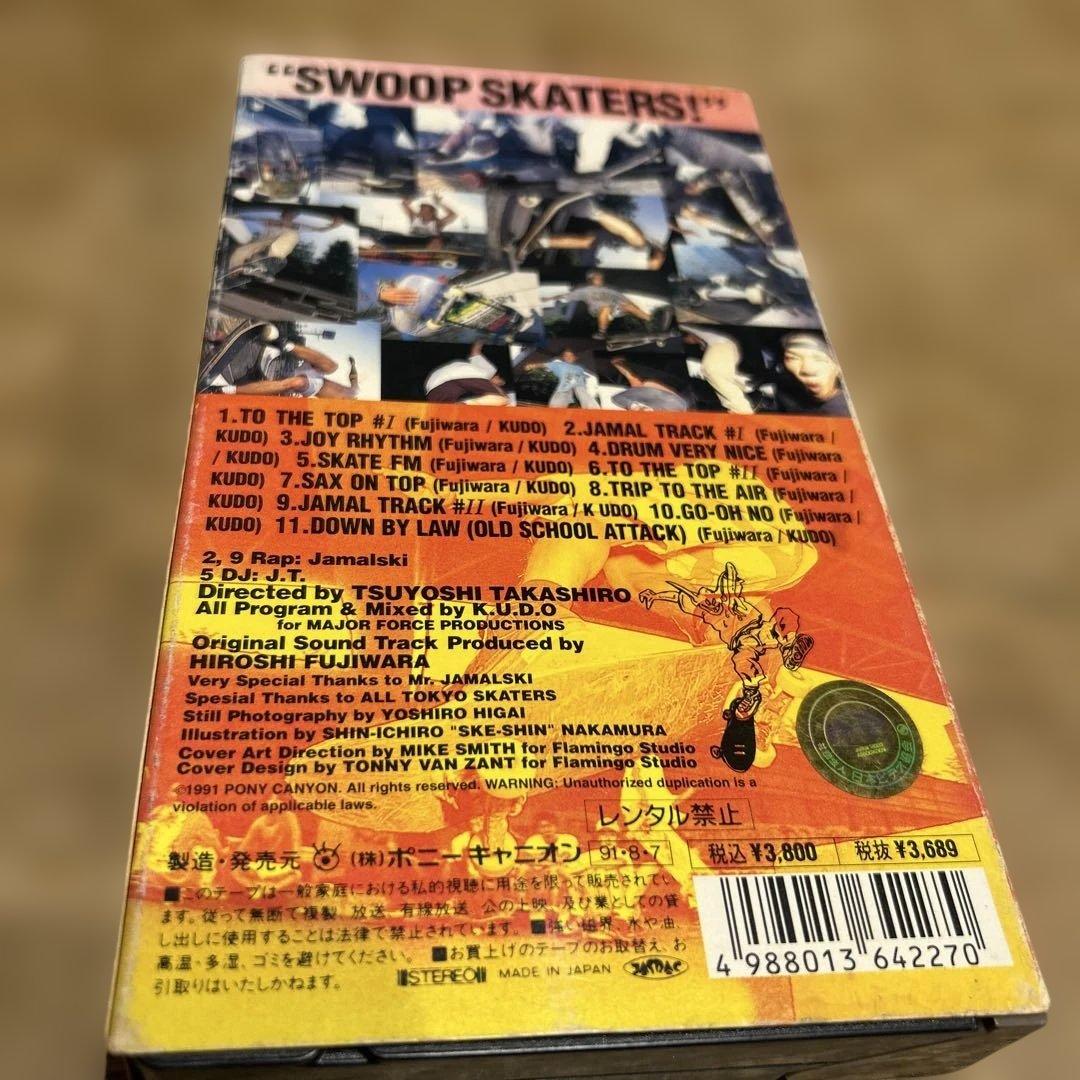 "SWOOP SKATERS!"
1.TO THE TOP #I (Fujiwara / KUDO) 2.JAMAL TRACK #I (Fujiwara /
KUDO) 3.JOY RHYTHM (Fujiwara / KUDO) 4.DRUM VERY NICE (Fujiwara
/ KUDO) 5.SKATE FM (Fujiwara / KUDO) 6.TO THE TOP #II (Fujiwara /
KUDO) 7.SAX ON TOP (Fujiwara / KUDO) 8.TRIP TO THE AIR (Fujiwara /
KUDO) 9.JAMAL TRACK #II (Fujiwara / K UDO) 10.GO-OH NO (Fujiwara /
KUDO) 11.DOWN BY LAW (OLD SCHOOL ATTACK) (Fujiwara / KUDO)
2, 9 Rap: Jamalski
5 DJ: J.T.
Directed by TSUYOSHI TAKASHIRO
All Program & Mixed by K.U.D.O
for MAJOR FORCE PRODUCTIONS
Original Sound Track Produced by
HIROSHI FUJIWARA
Very Special Thanks to Mr. JAMALSKI
Spesial Thanks to ALL TOKYO SKATERS
Still Photography by YOSHIRO HIGAI
Illustration by SHIN-ICHIRO "SKE-SHIN" NAKAMURA
Cover Art Direction by MIKE SMITH for Flamingo Studio
Cover Design by TONNY VAN ZANT for Flamingo Studio
©1991 PONY CANYON. All rights reserved. WARNING: Unauthorized duplication is a
violation of applicable laws.
レンタル禁止
製造・発売元 (株)ポニーキャニオン 91・8・7 税込¥3,800 税抜¥3,689
■このテープは一般家庭における私的視聴に用途を限って販売されてい
ます。従って無断で複製、放送、有線放送、公の上映、及び業としての貸
し出しに使用することは法律で禁止されています。■強い磁界、水や油、
高温・多湿、ゴミを避けてください。■お買上げのテープのお取替え、お
引取りはいたしかねます。
STEREO MADE IN JAPAN JASRAC
4 988013 642270